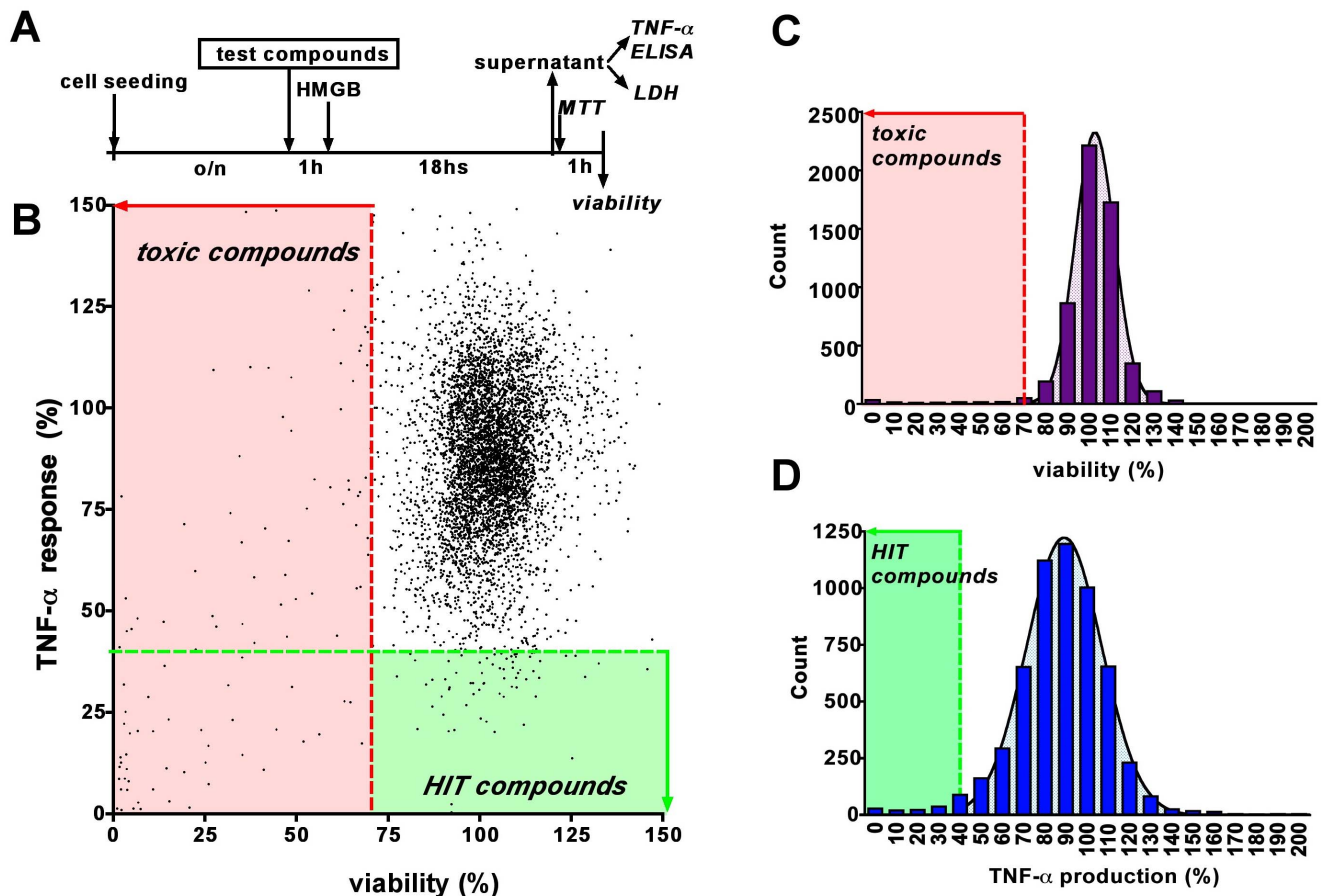 A
cell seeding
test compounds
HMGB
supernatant
TNF-α
ELISA
LDH
MTT
o/n
1h
18hs
1h
viability
B
150
125
100
75
50
25
0
TNF-α response (%)
toxic compounds
HIT compounds
0
25
50
75
100
125
150
viability (%)
C
2500
2000
1500
1000
500
0
Count
toxic
compounds
0
10
20
30
40
50
60
70
80
90
100
110
120
130
140
150
160
170
180
190
200
viability (%)
D
1250
1000
750
500
250
0
Count
HIT
compounds
0
10
20
30
40
50
60
70
80
90
100
110
120
130
140
150
160
170
180
190
200
TNF-α production (%)